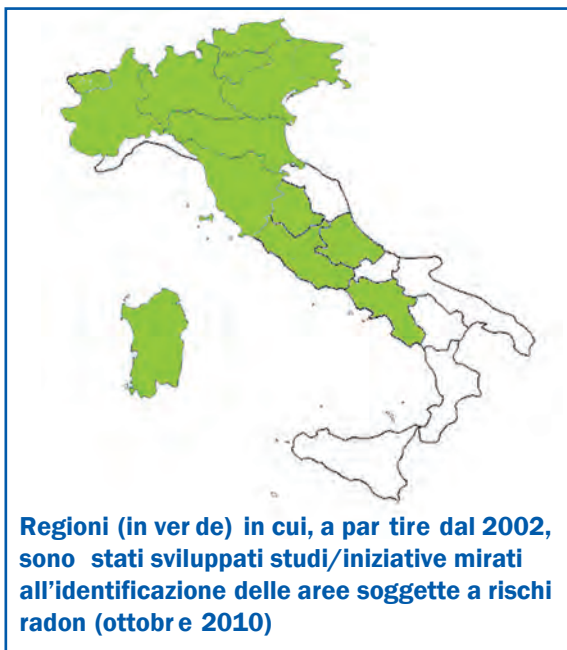 Regioni (in ver de) in cui, a par tire dal 2002,
sono stati sviluppati studi/iniziative mirati
all'identificazione delle aree soggette a rischi
radon (ottobr e 2010)